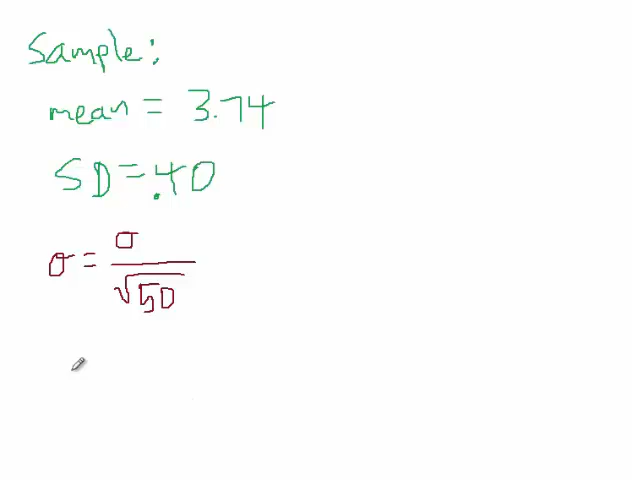 Sample:
mean = 3.74
SD = .40
σ = σ / √50